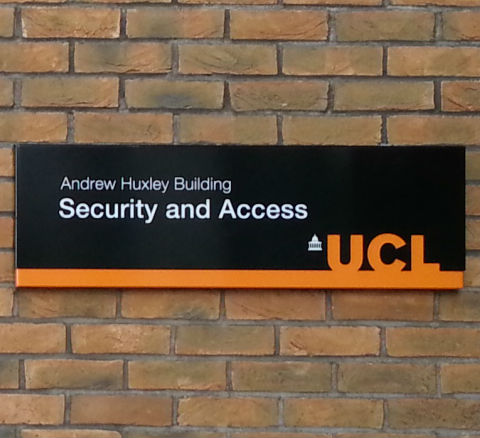 Andrew Huxley Building
Security and Access
UCL